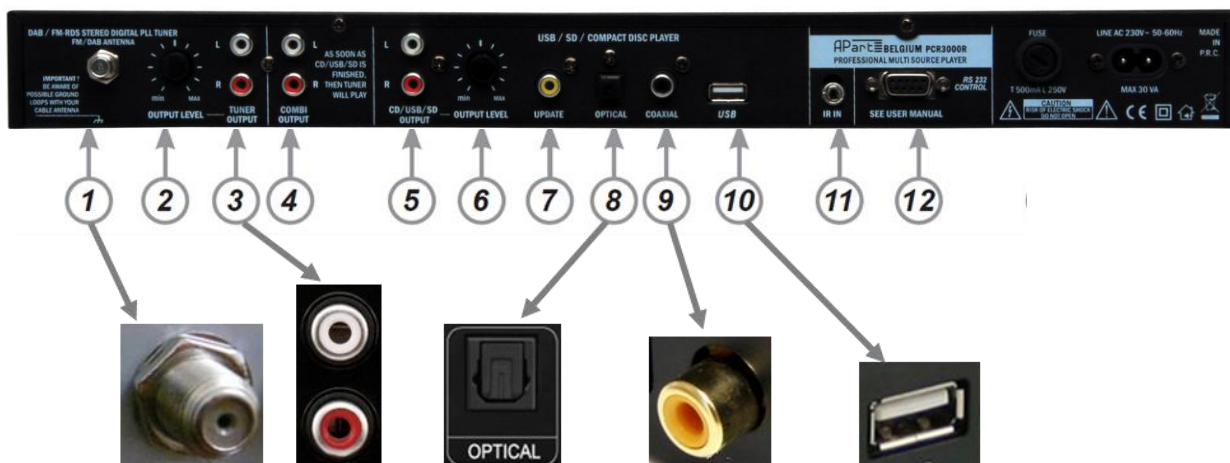 DAB / FM-RDS STEREO DIGITAL PLL TUNER
FM/DAB ANTENNA
IMPORTANT !
BE AWARE OF
POSSIBLE GROUND
LOOPS WITH YOUR
CABLE ANTENNA
min MAX
OUTPUT LEVEL
L
R
TUNER
OUTPUT
L
R
COMBI
OUTPUT
AS SOON AS
CD/USB/SD IS
FINISHED,
THEN TUNER
WILL PLAY
L
R
CD/USB/SD
OUTPUT
min MAX
OUTPUT LEVEL
USB / SD / COMPACT DISC PLAYER
UPDATE
OPTICAL
COAXIAL
USB
APart BELGIUM PCR3000R
PROFESSIONAL MULTI SOURCE PLAYER
IR IN
RS 232
CONTROL
SEE USER MANUAL
FUSE
T 500mA L 250V
LINE AC 230V~ 50-60Hz
MAX 30 VA
MADE
IN
P.R.C.
CAUTION
RISK OF ELECTRIC SHOCK
DO NOT OPEN
CE
1 2 3 4 5 6 7 8 9 10 11 12
OPTICAL